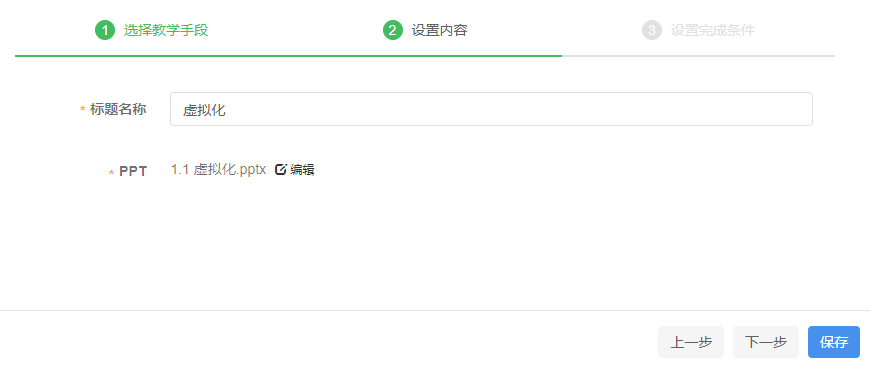 1 选择教学手段 2 设置内容 3 设置完成条件
* 标题名称 虚拟化
* PPT 1.1 虚拟化.pptx 编辑
上一步 下一步 保存